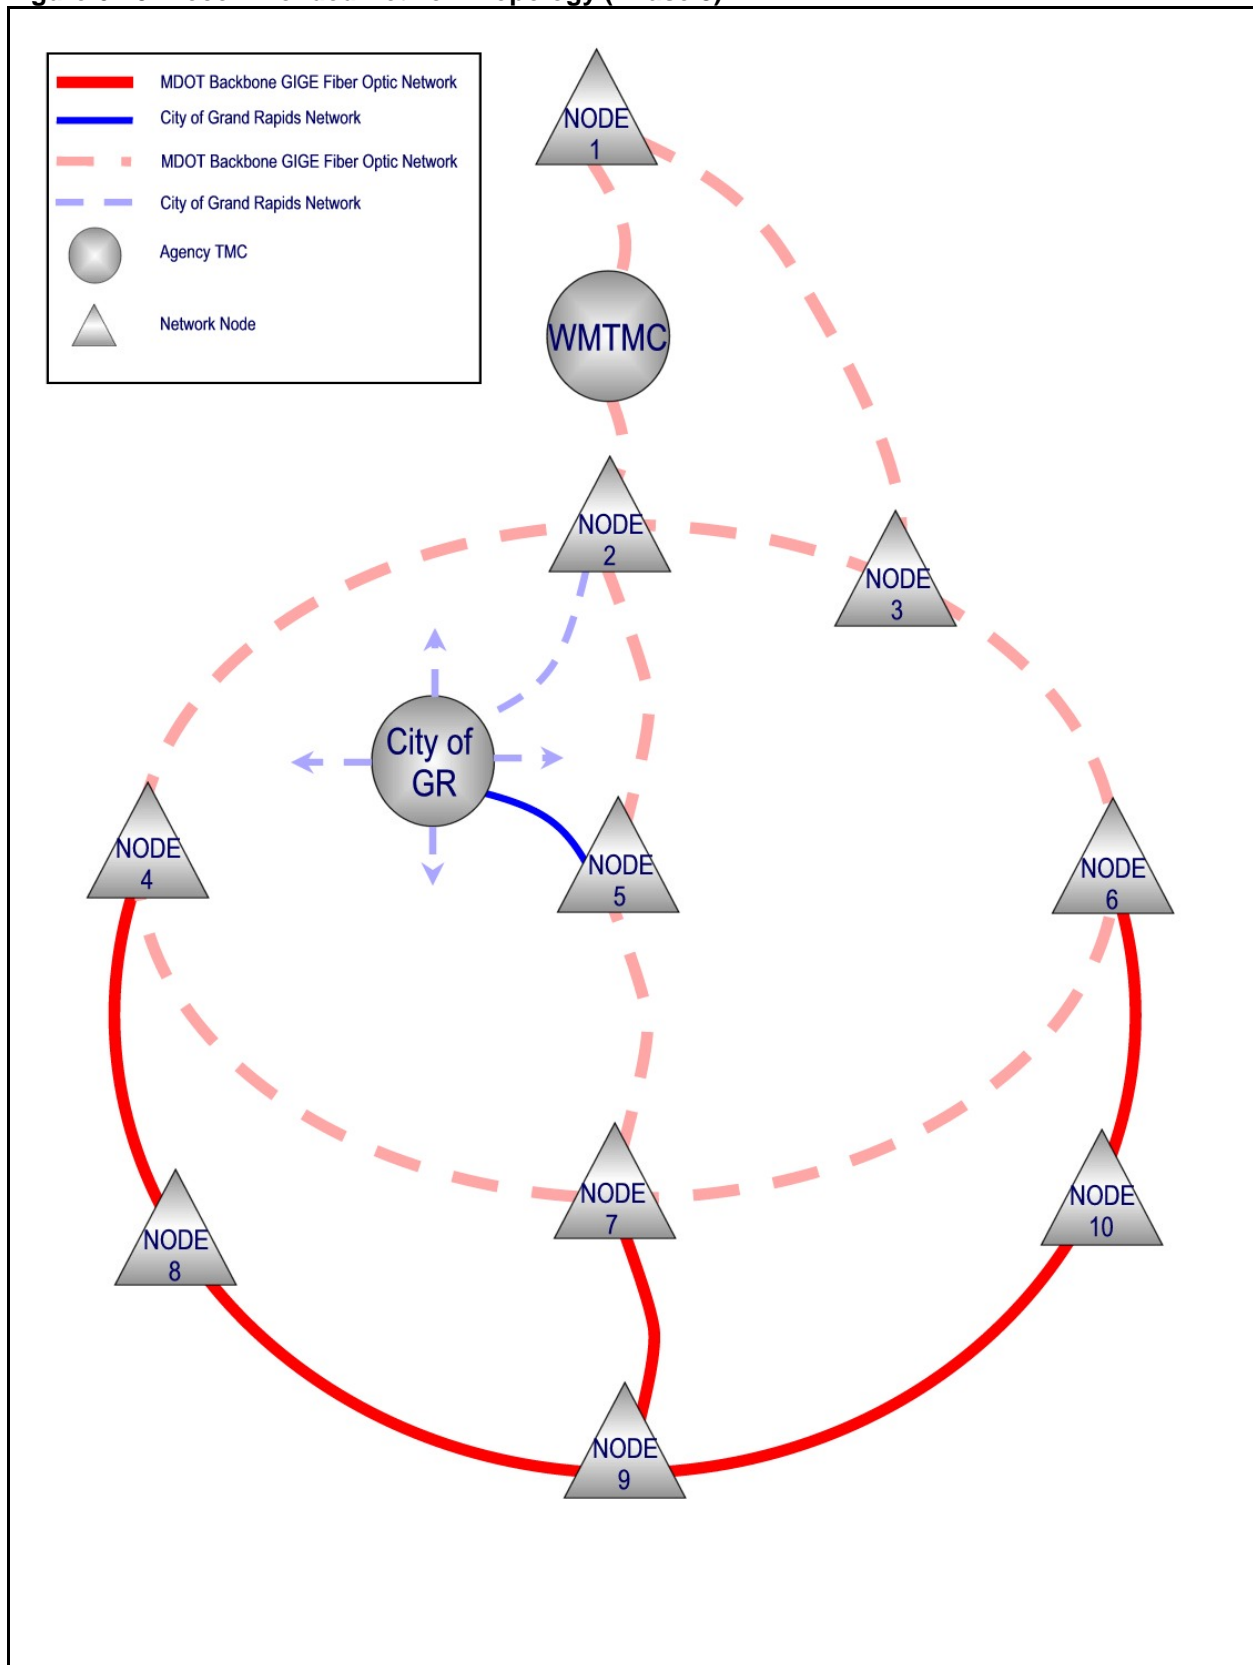 MDOT Backbone GIGE Fiber Optic Network
City of Grand Rapids Network
MDOT Backbone GIGE Fiber Optic Network
City of Grand Rapids Network
Agency TMC
Network Node
NODE
1
WMTMC
NODE
2
NODE
3
City of
GR
NODE
4
NODE
5
NODE
6
NODE
7
NODE
8
NODE
10
NODE
9